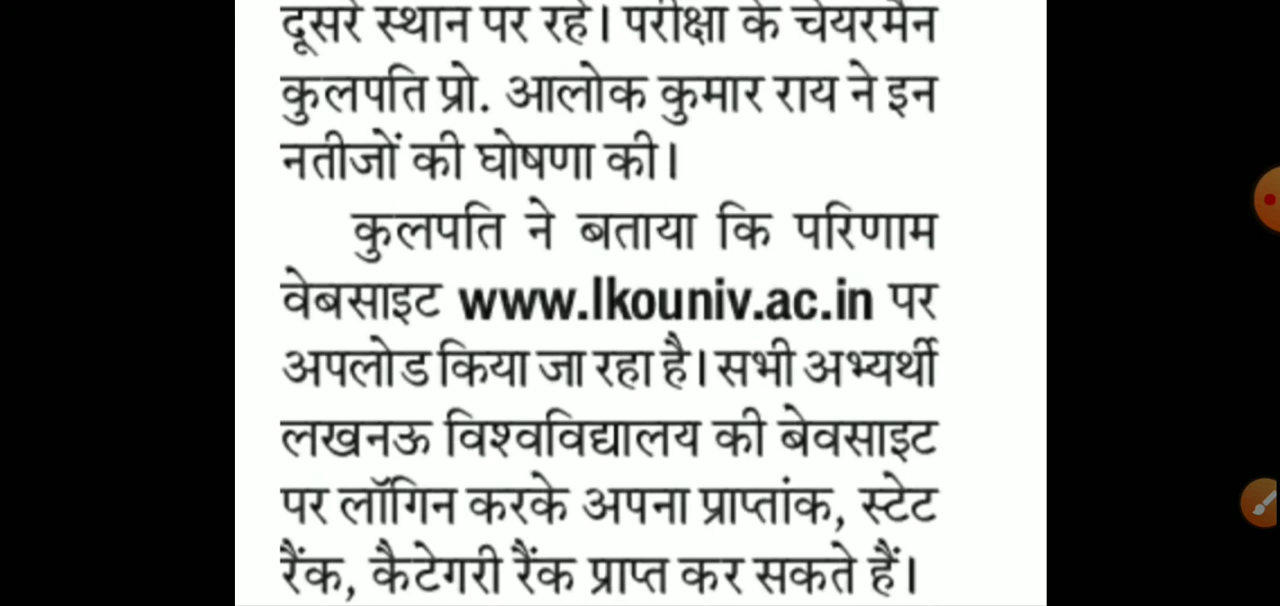 दूसरे स्थान पर रहे। परीक्षा के चेयरमैन
कुलपति प्रो. आलोक कुमार राय ने इन
नतीजों की घोषणा की।
कुलपति ने बताया कि परिणाम
वेबसाइट www.lkouniv.ac.in पर
अपलोड किया जा रहा है। सभी अभ्यर्थी
लखनऊ विश्वविद्यालय की बेवसाइट
पर लॉगिन करके अपना प्राप्तांक, स्टेट
रैंक, कैटेगरी रैंक प्राप्त कर सकते हैं।